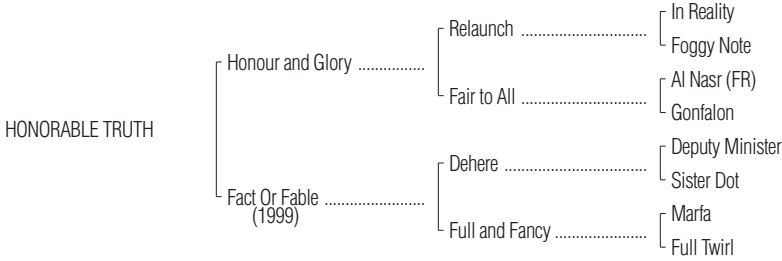 In Reality
Relaunch ..............................
Foggy Note
Honour and Glory ................
Al Nasr (FR)
Fair to All ..............................
Gonfalon
HONORABLE TRUTH
Deputy Minister
Dehere ..................................
Sister Dot
Fact Or Fable ........................
(1999)
Marfa
Full and Fancy ......................
Full Twirl